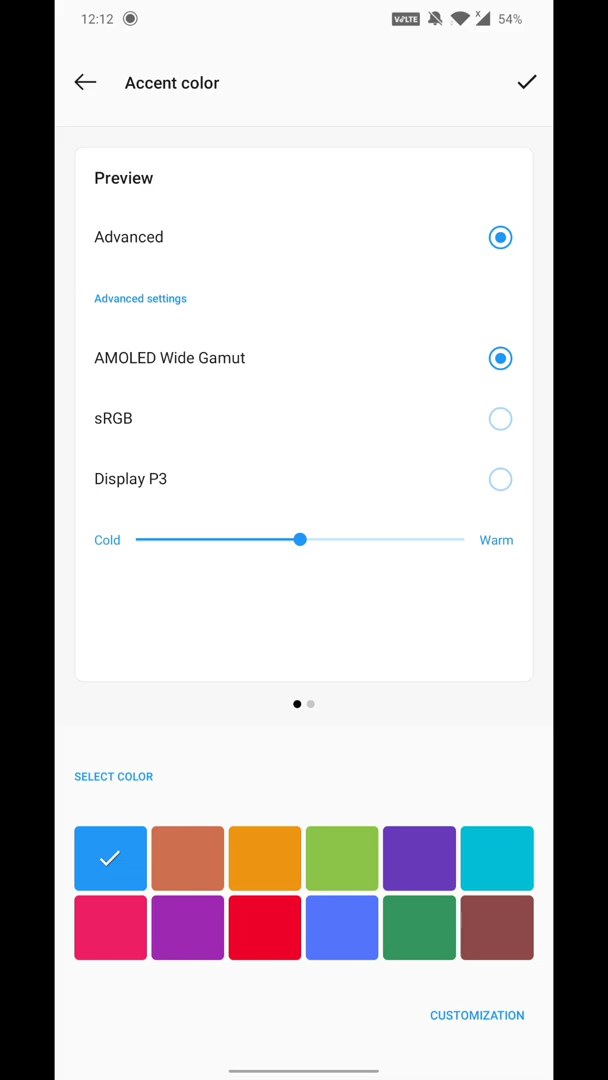 12:12 VoLTE x 54%
Accent color
Preview
Advanced
Advanced settings
AMOLED Wide Gamut
sRGB
Display P3
Cold Warm
SELECT COLOR
CUSTOMIZATION